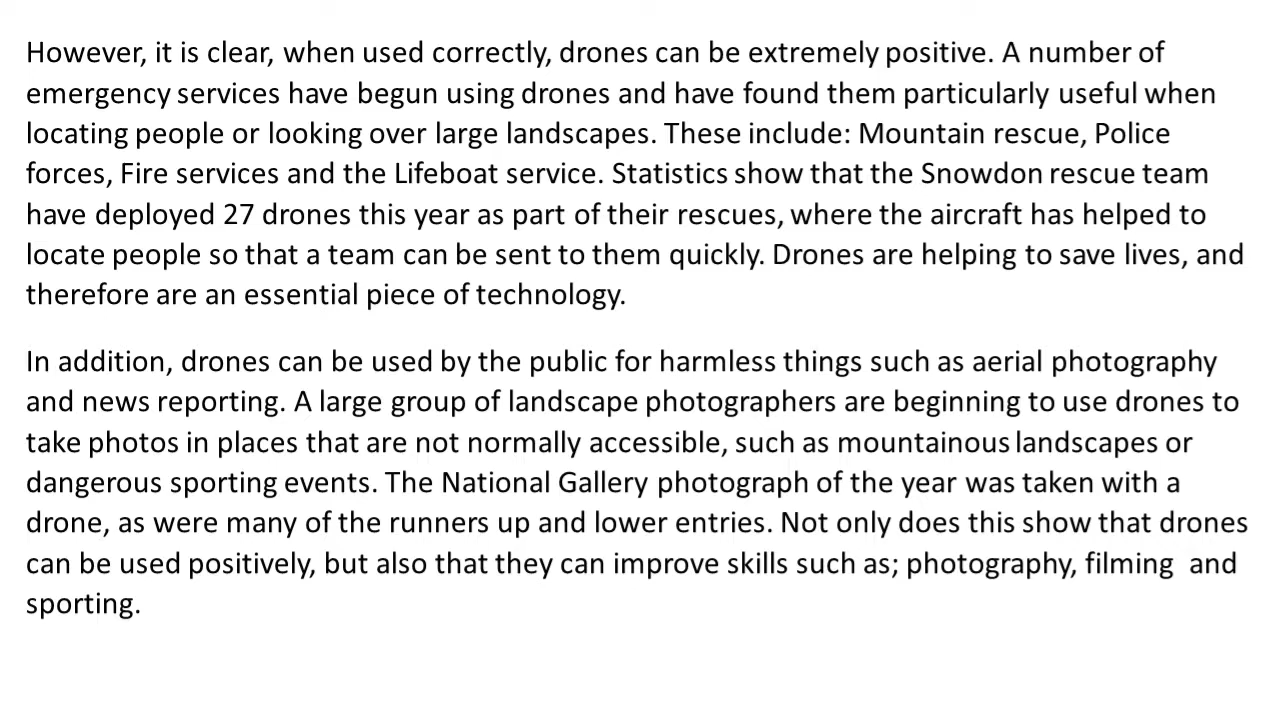 However, it is clear, when used correctly, drones can be extremely positive. A number of
emergency services have begun using drones and have found them particularly useful when
locating people or looking over large landscapes. These include: Mountain rescue, Police
forces, Fire services and the Lifeboat service. Statistics show that the Snowdon rescue team
have deployed 27 drones this year as part of their rescues, where the aircraft has helped to
locate people so that a team can be sent to them quickly. Drones are helping to save lives, and
therefore are an essential piece of technology.
In addition, drones can be used by the public for harmless things such as aerial photography
and news reporting. A large group of landscape photographers are beginning to use drones to
take photos in places that are not normally accessible, such as mountainous landscapes or
dangerous sporting events. The National Gallery photograph of the year was taken with a
drone, as were many of the runners up and lower entries. Not only does this show that drones
can be used positively, but also that they can improve skills such as; photography, filming  and
sporting.